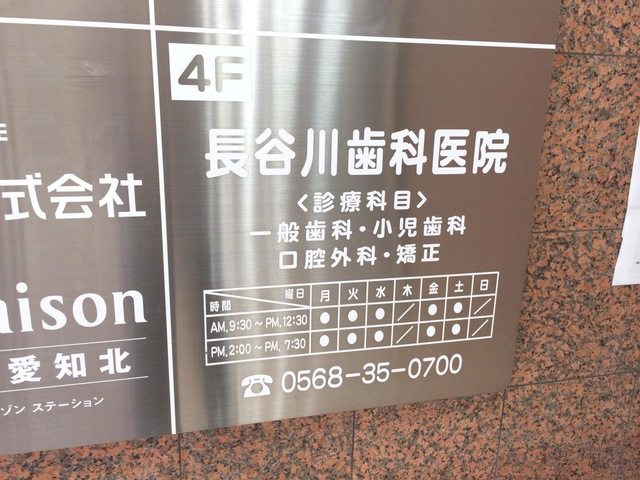 4F
長谷川歯科医院
〈診療科目〉
一般歯科・小児歯科
口腔外科・矯正
時間 曜日 月 火 水 木 金 土 日
AM.9:30～PM.12:30 ● ● ● ／ ● ● ／
PM.2:00～PM. 7:30 ● ● ● ／ ● ● ／
☎ 0568-35-0700
式会社
aison
愛知北
ゾン ステーション